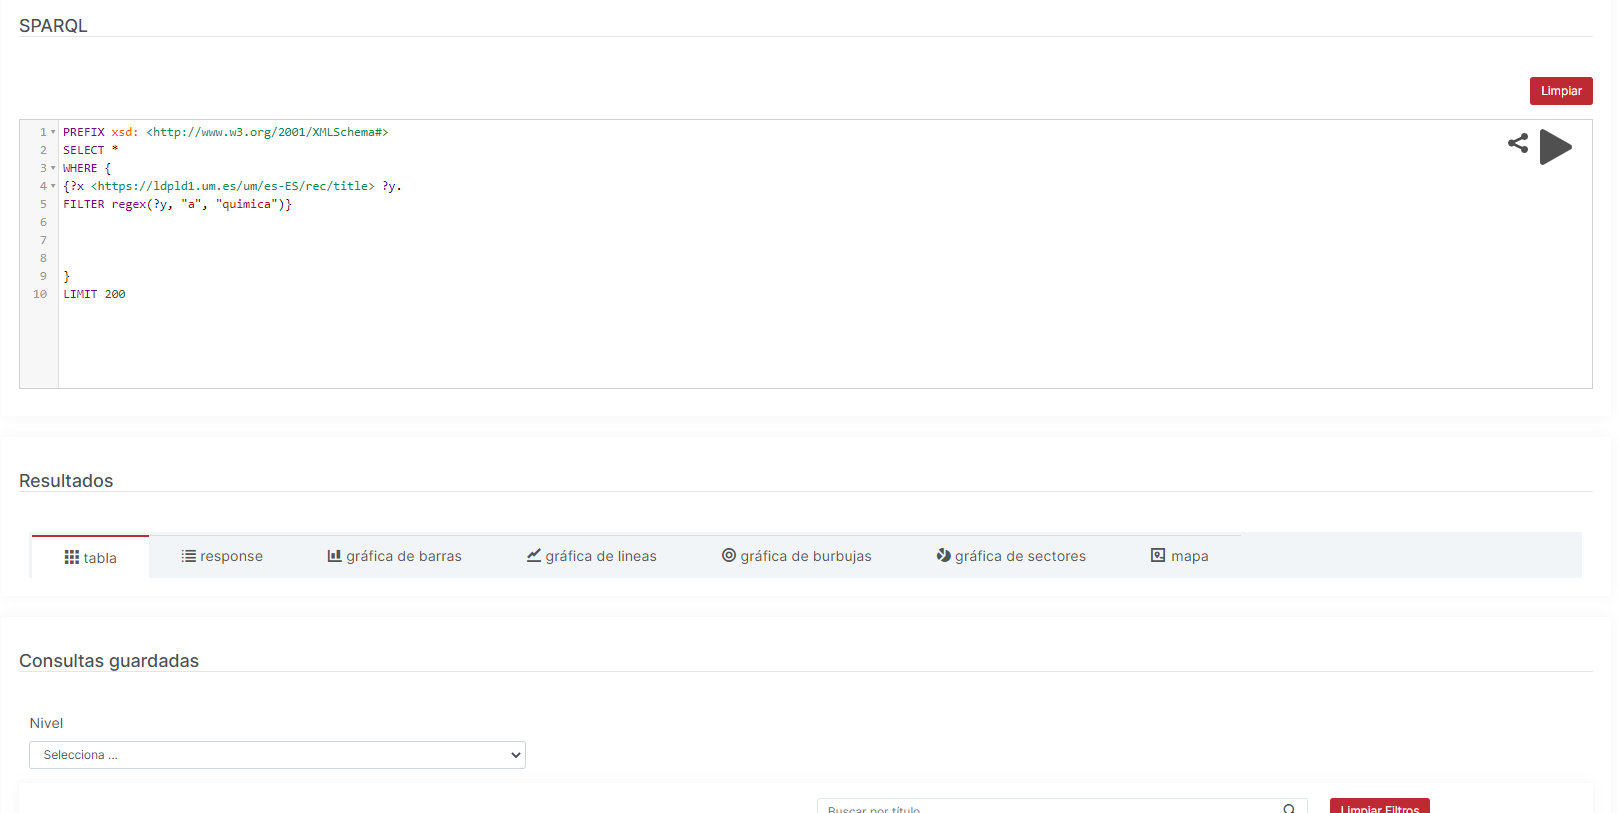 SPARQL
Limpiar
1 PREFIX xsd: <http://www.w3.org/2001/XMLSchema#>
2 SELECT *
3 WHERE {
4 {?x <https://ldpld1.um.es/um/es-ES/rec/title> ?y.
5 FILTER regex(?y, "a", "quimica")}
6
7
8
9 }
10 LIMIT 200
Resultados
tabla response gráfica de barras gráfica de lineas gráfica de burbujas gráfica de sectores mapa
Consultas guardadas
Nivel
Selecciona ...
Buscar por título Limpiar Filtros